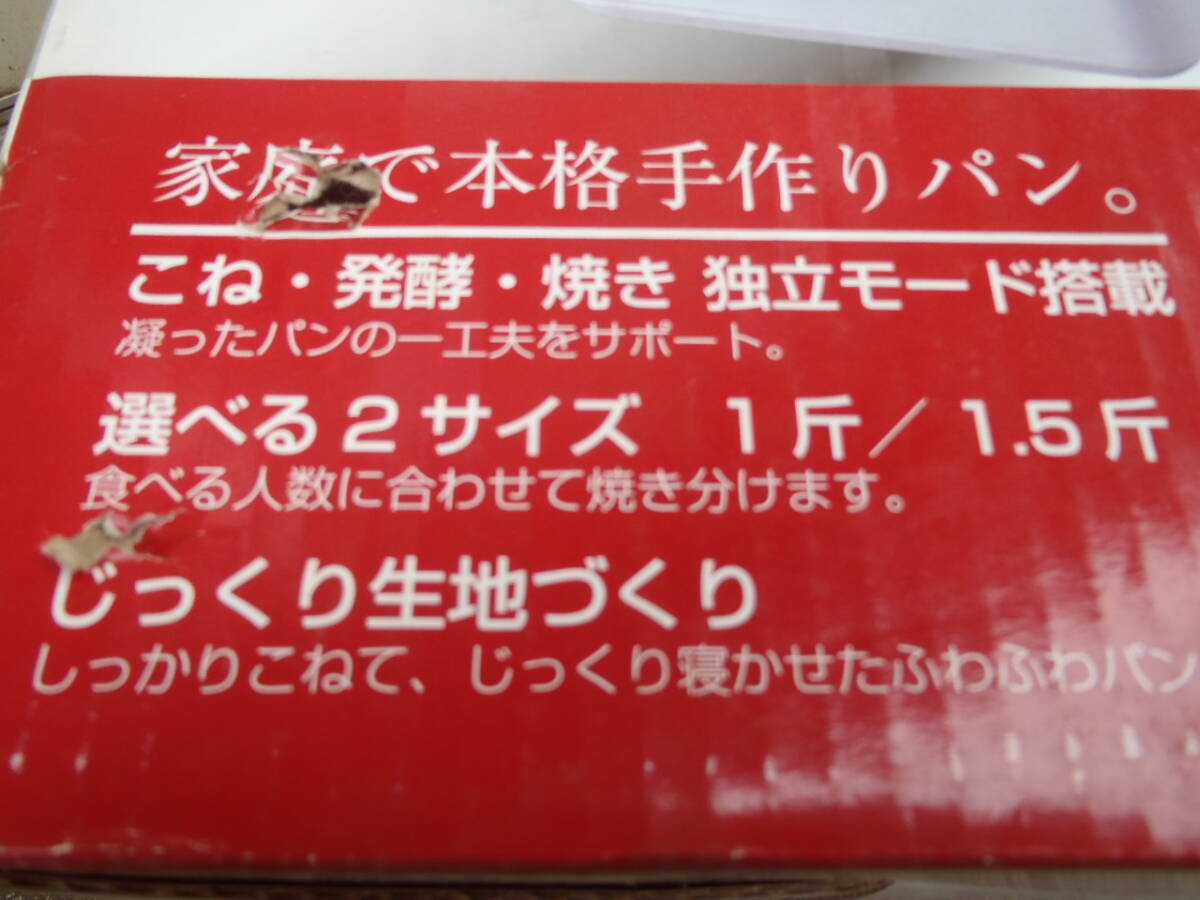 家庭で本格手作りパン。
こね・発酵・焼き 独立モード搭載
凝ったパンの一工夫をサポート。
選べる2サイズ 1斤／1.5斤
食べる人数に合わせて焼き分けます。
じっくり生地づくり
しっかりこねて、じっくり寝かせたふわふわパン